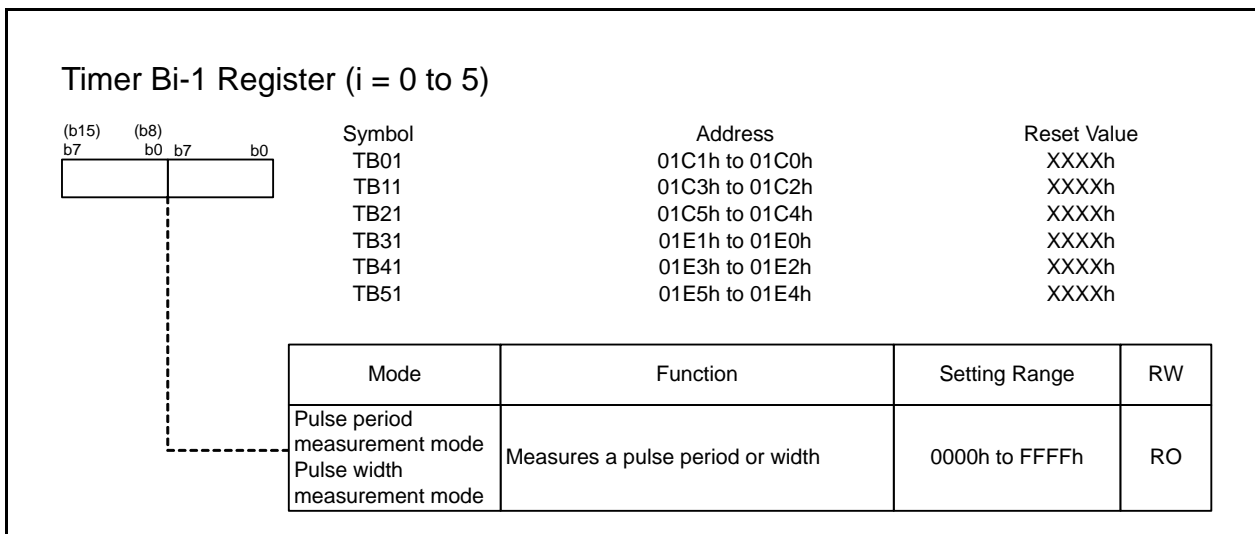 Timer Bi-1 Register (i = 0 to 5)
(b15) (b8)
b7 b0 b7 b0
Symbol Address Reset Value
TB01 01C1h to 01C0h XXXXh
TB11 01C3h to 01C2h XXXXh
TB21 01C5h to 01C4h XXXXh
TB31 01E1h to 01E0h XXXXh
TB41 01E3h to 01E2h XXXXh
TB51 01E5h to 01E4h XXXXh
Mode Function Setting Range RW
Pulse period
measurement mode
Pulse width
measurement mode
Measures a pulse period or width 0000h to FFFFh RO